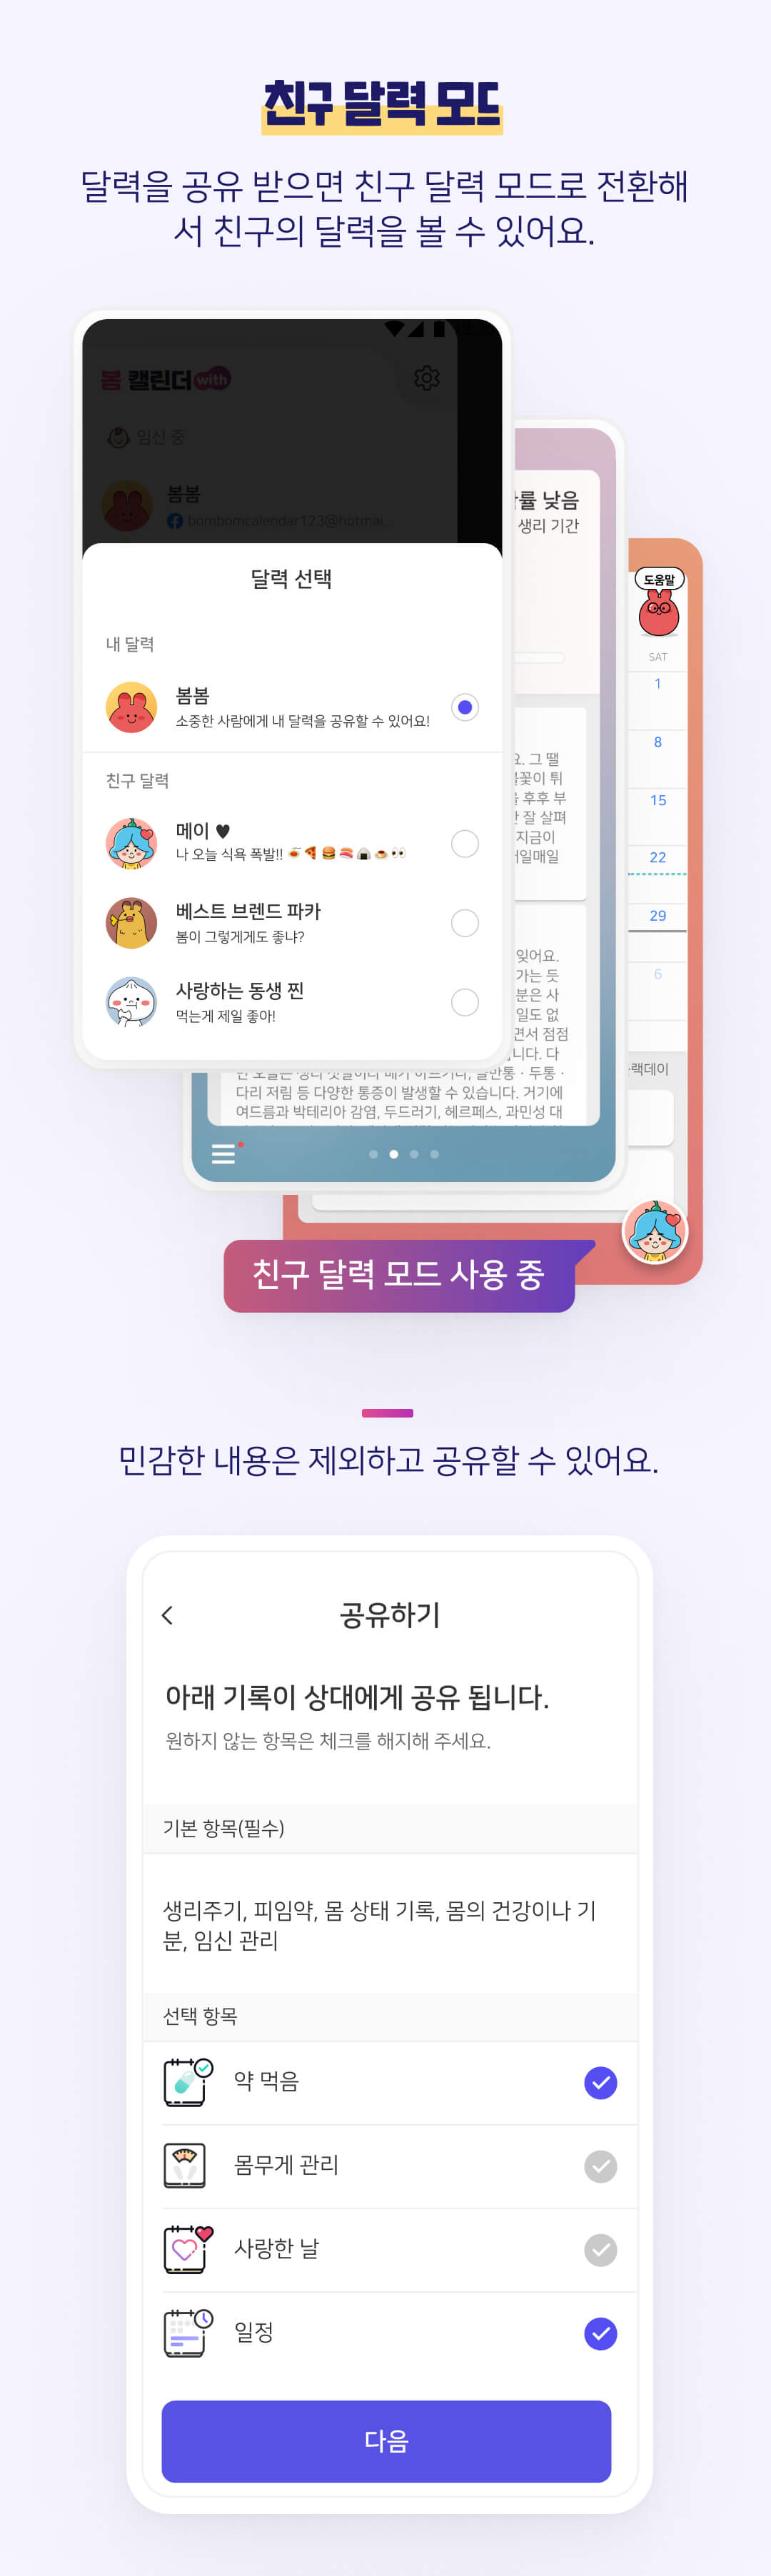 친구 달력 모드
달력을 공유 받으면 친구 달력 모드로 전환해
서 친구의 달력을 볼 수 있어요.
봄 캘린더 with
임신 중
봄봄
bombomcalendar123@hotmai...
달력 선택
내 달력
봄봄
소중한 사람에게 내 달력을 공유할 수 있어요!
친구 달력
메이 ♥
나 오늘 식욕 폭발!! 🍜🍕🍔🍣🍙🍮👀
베스트 브렌드 파카
봄이 그렇게게도 좋냐?
사랑하는 동생 찐
먹는게 제일 좋아!
률 낮음
생리 기간
요. 그 땔
불꽃이 튀
후후 부
잘 살펴
지금이
매일매일
잊어요.
가는 듯
분은 사
일도 없
면서 점점
니다. 다
다리 저림 등 다양한 통증이 발생할 수 있습니다. 거기에
여드름과 박테리아 감염, 두드러기, 헤르페스, 과민성 대
도움말
SAT
1
8
15
22
29
6
랙데이
친구 달력 모드 사용 중
민감한 내용은 제외하고 공유할 수 있어요.
공유하기
아래 기록이 상대에게 공유 됩니다.
원하지 않는 항목은 체크를 해지해 주세요.
기본 항목(필수)
생리주기, 피임약, 몸 상태 기록, 몸의 건강이나 기
분, 임신 관리
선택 항목
약 먹음
몸무게 관리
사랑한 날
일정
다음